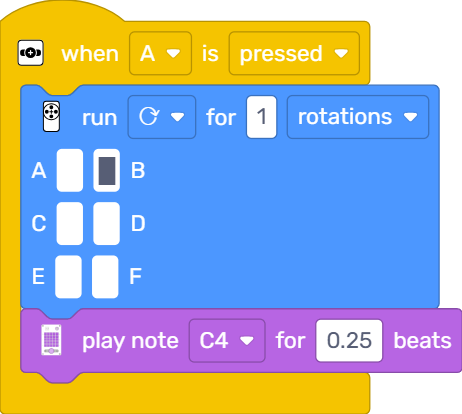 when A is pressed
run for 1 rotations
A B
C D
E F
play note C4 for 0.25 beats